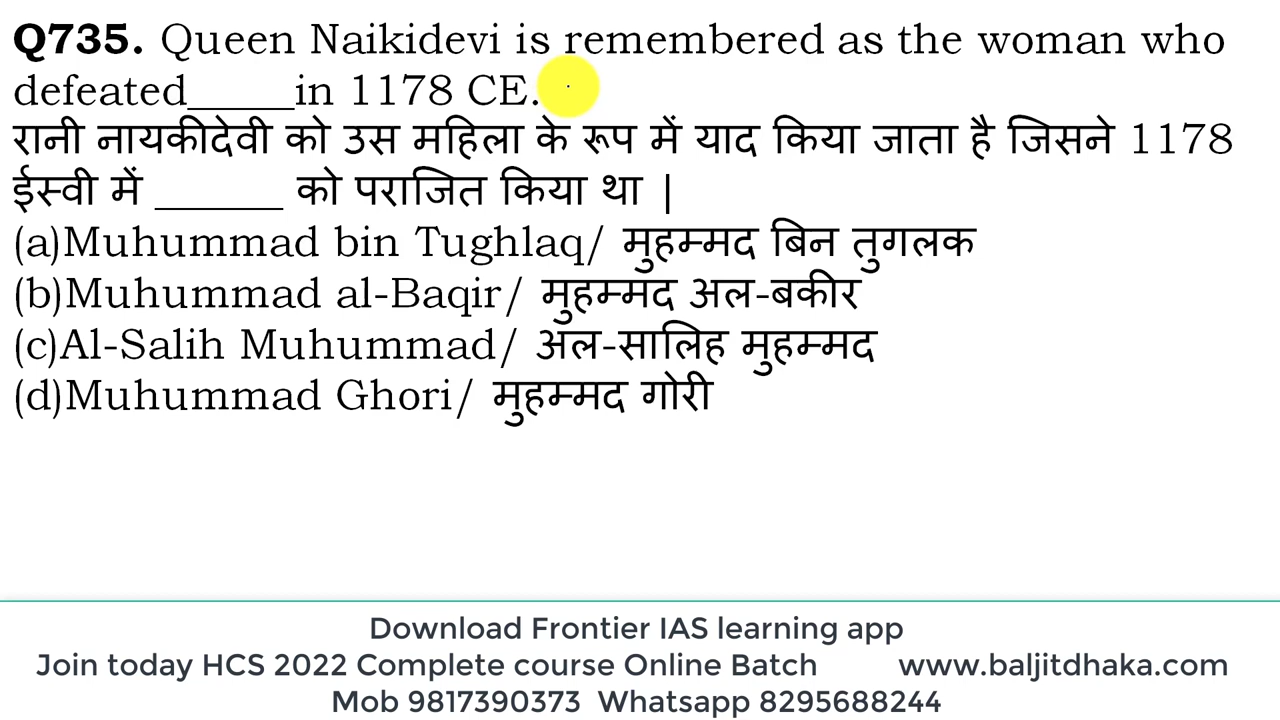 Q735. Queen Naikidevi is remembered as the woman who
defeated_____in 1178 CE.
रानी नायकीदेवी को उस महिला के रूप में याद किया जाता है जिसने 1178
ईस्वी में ______ को पराजित किया था |
(a)Muhummad bin Tughlaq/ मुहम्मद बिन तुगलक
(b)Muhummad al-Baqir/ मुहम्मद अल-बकीर
(c)Al-Salih Muhummad/ अल-सालिह मुहम्मद
(d)Muhummad Ghori/ मुहम्मद गोरी
Download Frontier IAS learning app
Join today HCS 2022 Complete course Online Batch www.baljitdhaka.com
Mob 9817390373 Whatsapp 8295688244